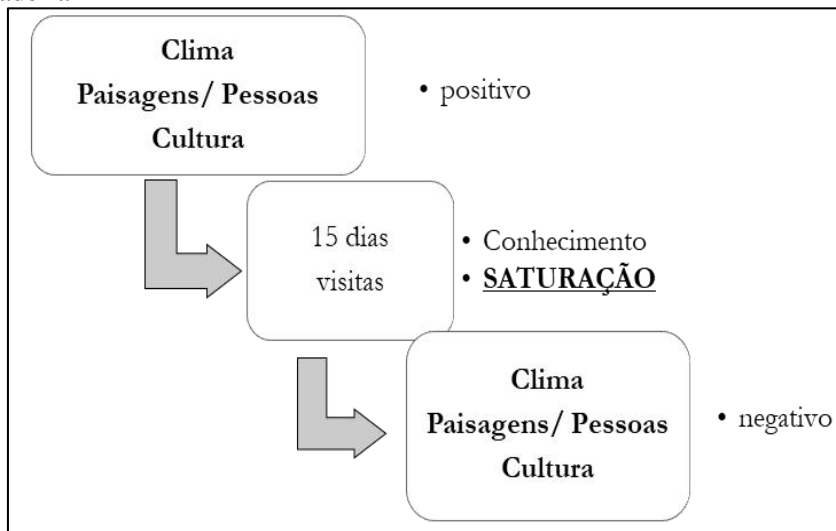 Clima
Paisagens/ Pessoas
Cultura
• positivo
15 dias
visitas
• Conhecimento
• SATURAÇÃO
Clima
Paisagens/ Pessoas
Cultura
• negativo